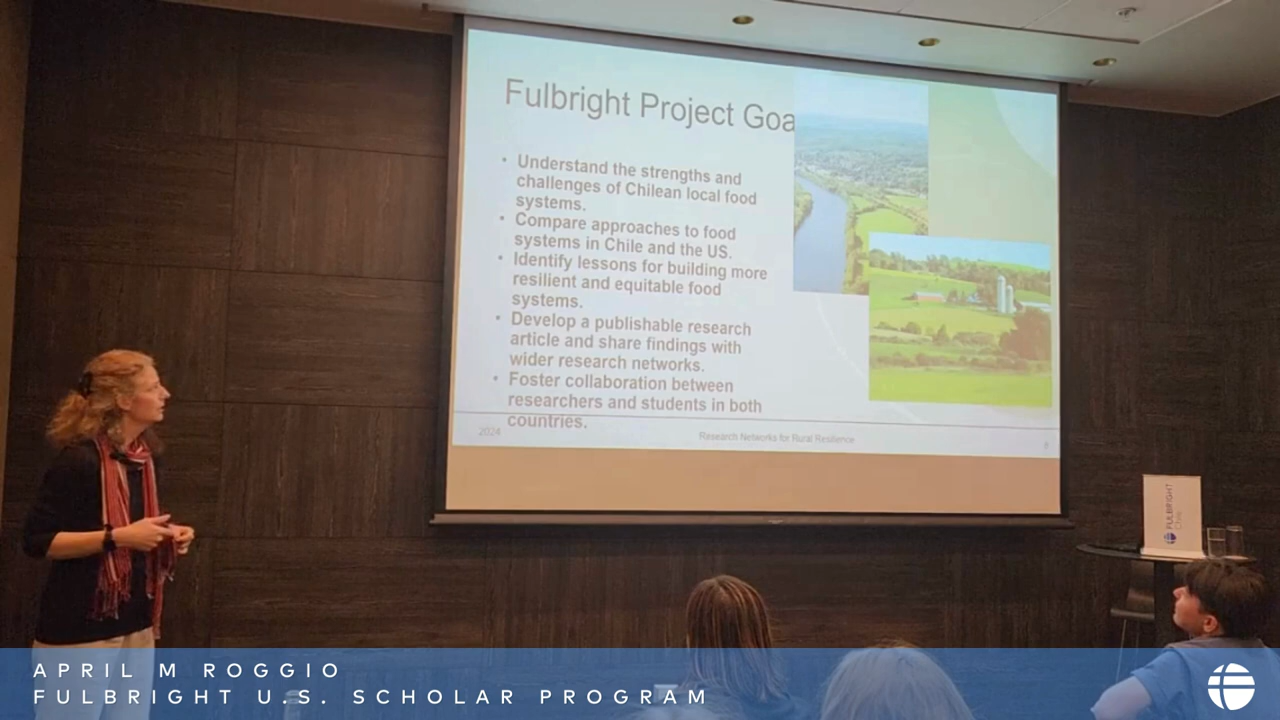 Fulbright Project Goa
• Understand the strengths and
challenges of Chilean local food
systems.
• Compare approaches to food
systems in Chile and the US.
• Identify lessons for building more
resilient and equitable food
systems.
• Develop a publishable research
article and share findings with
wider research networks.
• Foster collaboration between
researchers and students in both
countries.
2024
Research Networks for Rural Resilience
FULBRIGHT
APRIL M ROGGIO
FULBRIGHT U.S. SCHOLAR PROGRAM